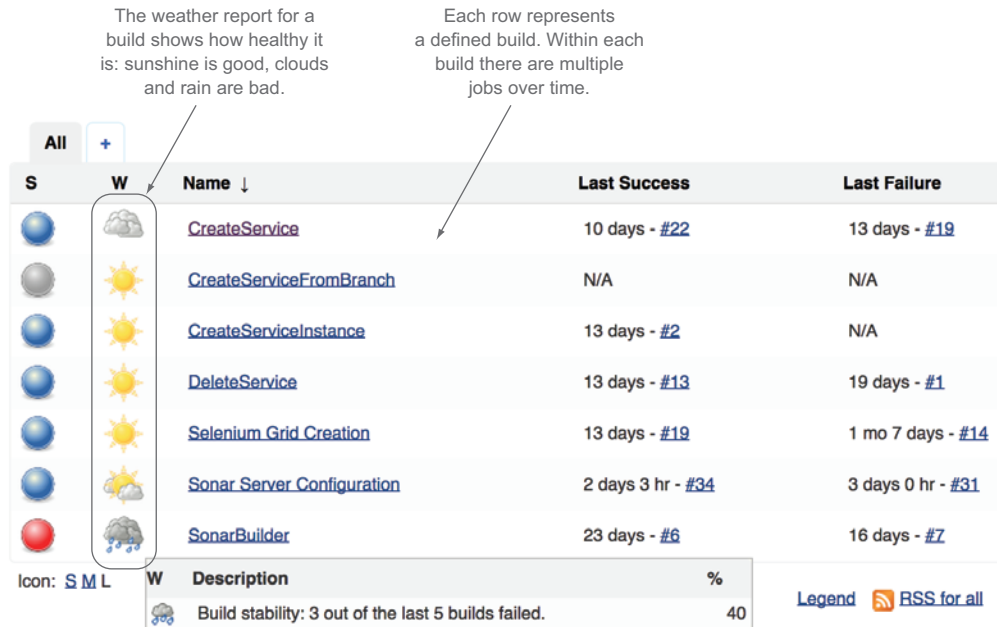 The weather report for a
build shows how healthy it
is: sunshine is good, clouds
and rain are bad.
Each row represents
a defined build. Within each
build there are multiple
jobs over time.
All +
S W Name ↓ Last Success Last Failure
CreateService 10 days - #22 13 days - #19
CreateServiceFromBranch N/A N/A
CreateServiceInstance 13 days - #2 N/A
DeleteService 13 days - #13 19 days - #1
Selenium Grid Creation 13 days - #19 1 mo 7 days - #14
Sonar Server Configuration 2 days 3 hr - #34 3 days 0 hr - #31
SonarBuilder 23 days - #6 16 days - #7
Icon: S M L
W Description %
Build stability: 3 out of the last 5 builds failed. 40
Legend RSS for all